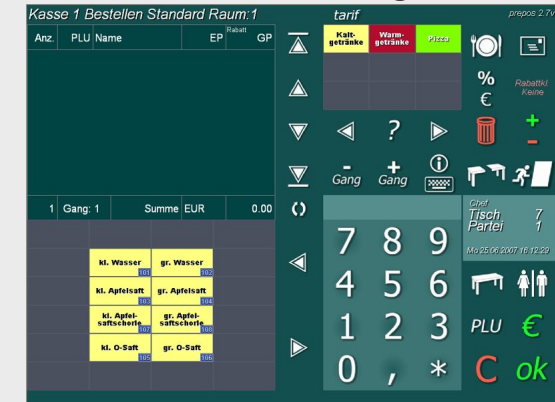 Kasse 1 Bestellen Standard Raum:1
tarif
prepos 2.7v
Anz. PLU Name EP Rabatt GP
Kalt-
getränke
Warm-
getränke
Pizza
%
€
Rabattkl.
Keine
?
+
-
-
Gang
+
Gang
1 Gang: 1 Summe EUR 0.00
Chef
Tisch 7
Partei 1
Mo 25.06.2007 16:12:29
kl. Wasser
101
gr. Wasser
102
kl. Apfelsaft
103
gr. Apfelsaft
104
kl. Apfel-
saftschorle
107
gr. Apfel-
saftschorle
108
kl. O-Saft
105
gr. O-Saft
106
7 8 9
4 5 6
1 2 3
0 , *
PLU €
C ok